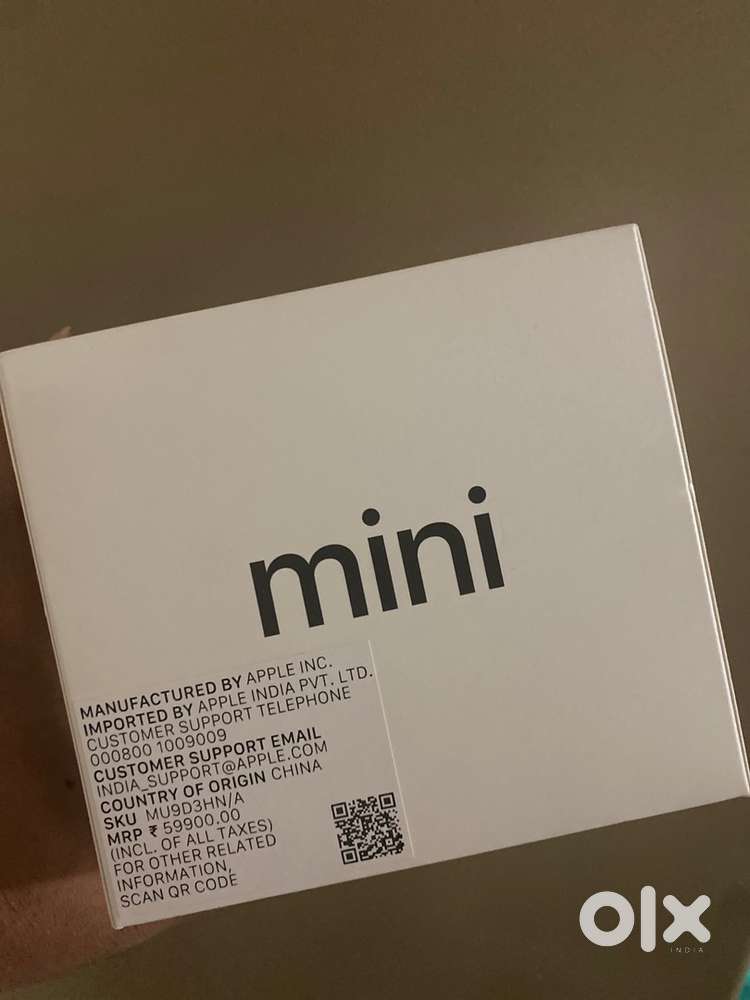 mini
MANUFACTURED BY APPLE INC.
IMPORTED BY APPLE INDIA PVT. LTD.
CUSTOMER SUPPORT TELEPHONE
000800 1009009
CUSTOMER SUPPORT EMAIL
INDIA_SUPPORT@APPLE.COM
COUNTRY OF ORIGIN CHINA
SKU MU9D3HN/A
MRP ₹ 59900.00
(INCL. OF ALL TAXES)
FOR OTHER RELATED
INFORMATION,
SCAN QR CODE
olx
INDIA